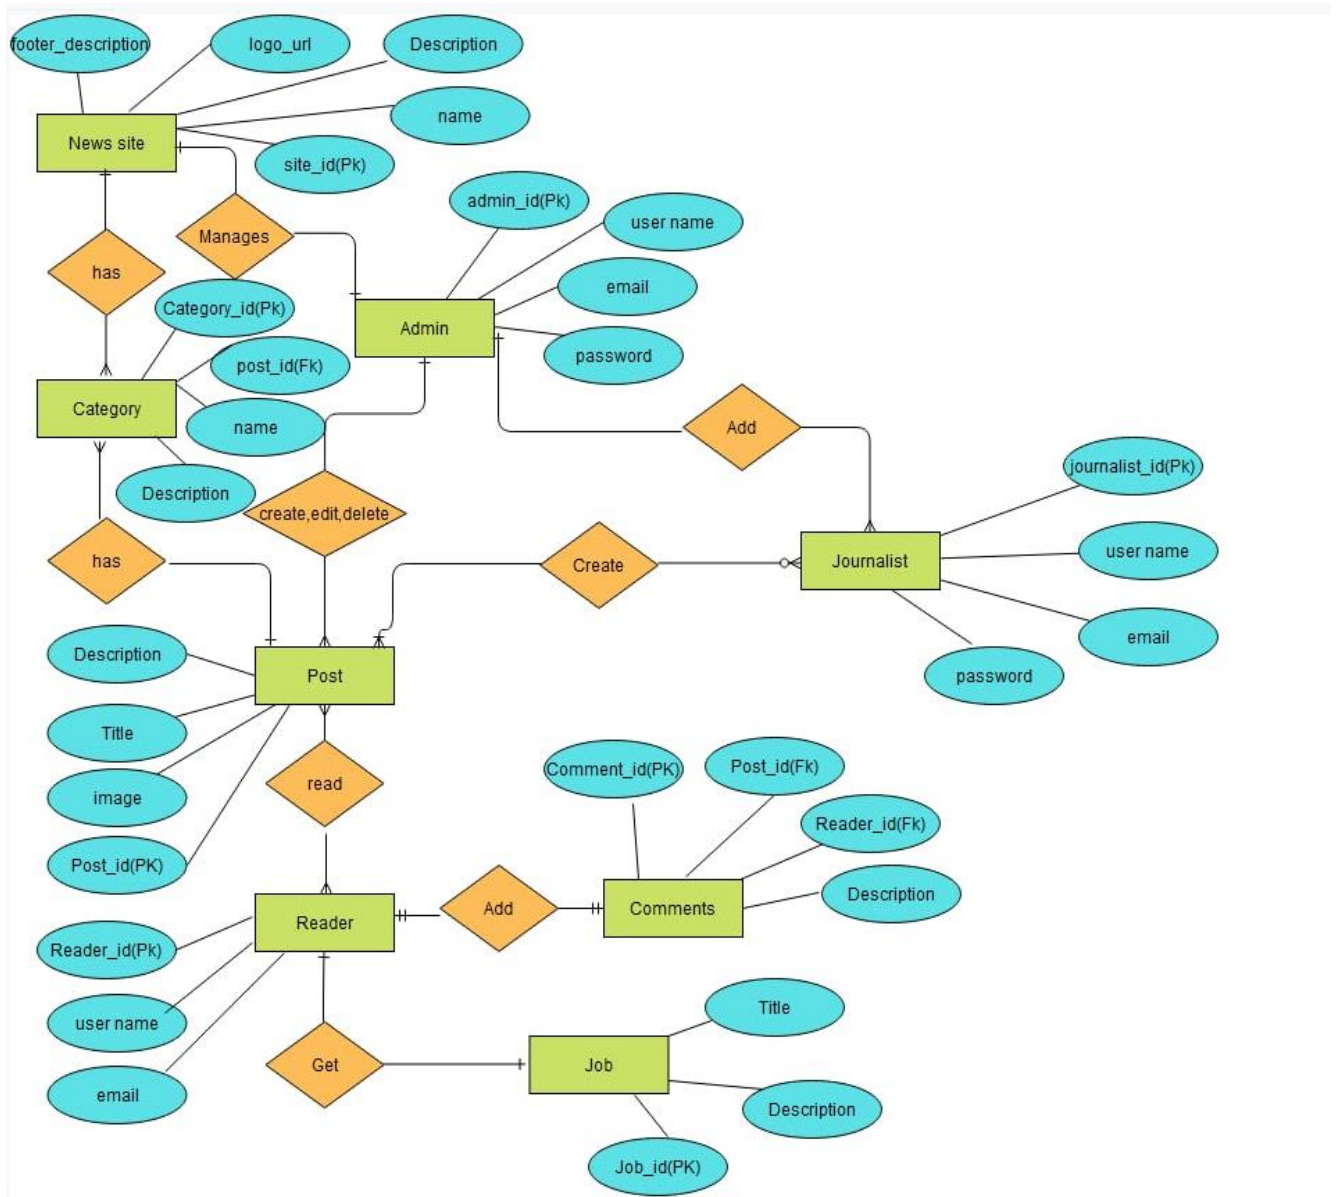 footer_description
logo_url
Description
name
News site
site_id(Pk)
admin_id(Pk)
user name
Manages
has
email
Category_id(Pk)
Admin
password
post_id(Fk)
Category
name
Add
Description
create,edit,delete
journalist_id(Pk)
has
Create
Journalist
user name
email
Description
Post
password
Title
Comment_id(PK)
Post_id(Fk)
read
image
Reader_id(Fk)
Post_id(PK)
Description
Reader
Add
Comments
Reader_id(Pk)
user name
Title
Get
Job
email
Description
Job_id(PK)